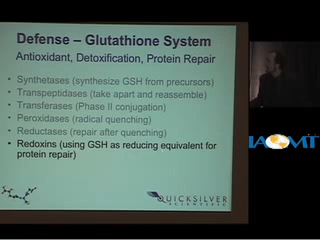 Defense – Glutathione System
Antioxidant, Detoxification, Protein Repair
• Synthetases (synthesize GSH from precursors)
• Transpeptidases (take apart and reassemble)
• Transferases (Phase II conjugation)
• Peroxidases (radical quenching)
• Reductases (repair after quenching)
• Redoxins (using GSH as reducing equivalent for
protein repair)
QUICKSILVER
SCIENTIFIC
IAOMT